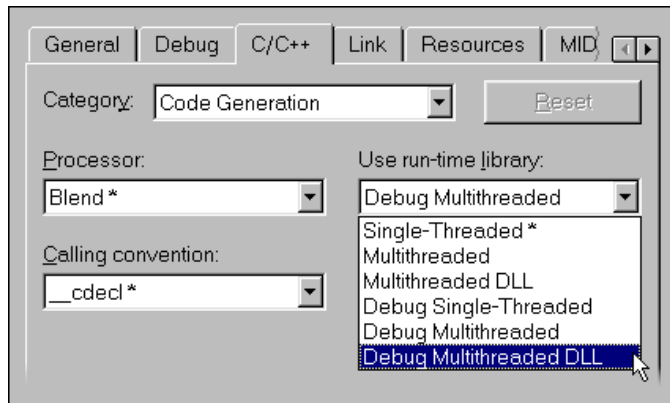 General Debug C/C++ Link Resources MID
Category: Code Generation Reset
Processor: Use run-time library:
Blend * Debug Multithreaded
Single-Threaded *
Multithreaded
Calling convention: Multithreaded DLL
__cdecl * Debug Single-Threaded
Debug Multithreaded
Debug Multithreaded DLL